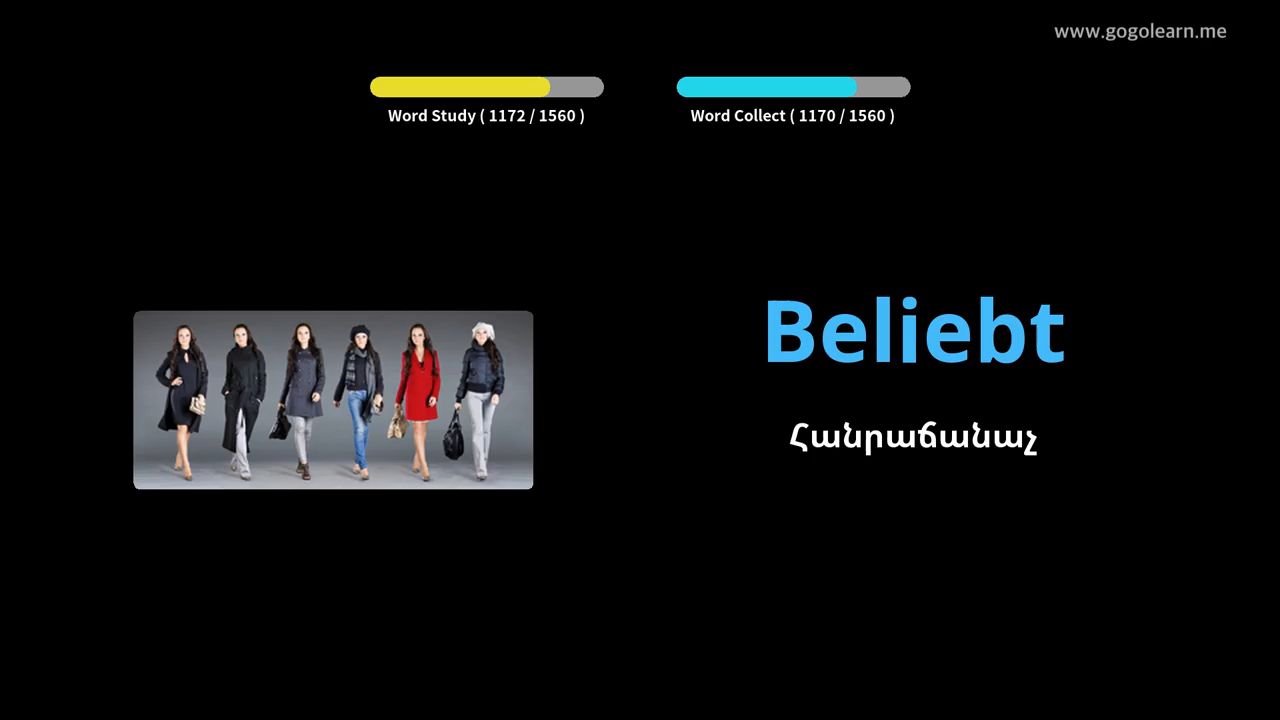 www.gogolearn.me
Word Study ( 1172 / 1560 )
Word Collect ( 1170 / 1560 )
Beliebt
Հանրաճանաչ